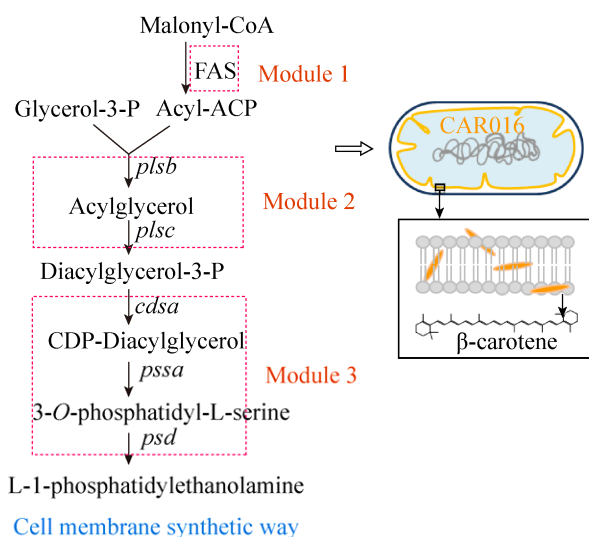 Malonyl-CoA
FAS
Module 1
Glycerol-3-P
Acyl-ACP
plsb
Acylglycerol
Module 2
plsc
Diacylglycerol-3-P
cdsa
CDP-Diacylglycerol
pssa
Module 3
3-O-phosphatidyl-L-serine
psd
L-1-phosphatidylethanolamine
Cell membrane synthetic way
CAR016
β-carotene